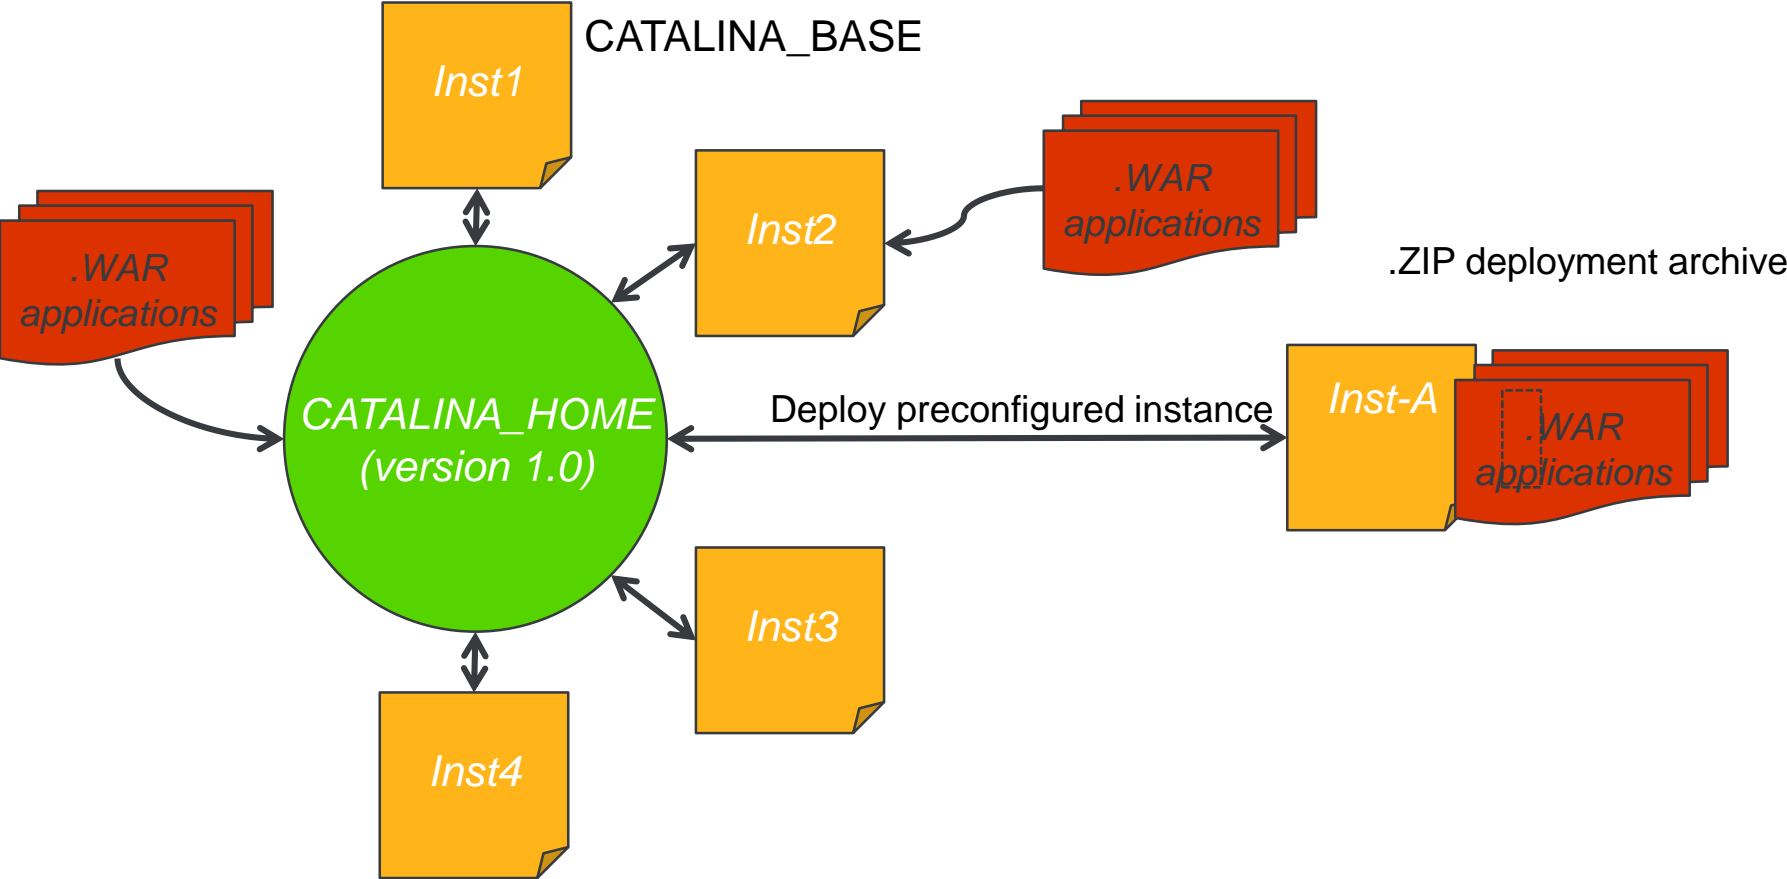 CATALINA_BASE
Inst1
.WAR
applications
Inst2
.WAR
applications
.ZIP deployment archive
CATALINA_HOME
(version 1.0)
Deploy preconfigured instance
Inst-A
.WAR
applications
Inst3
Inst4